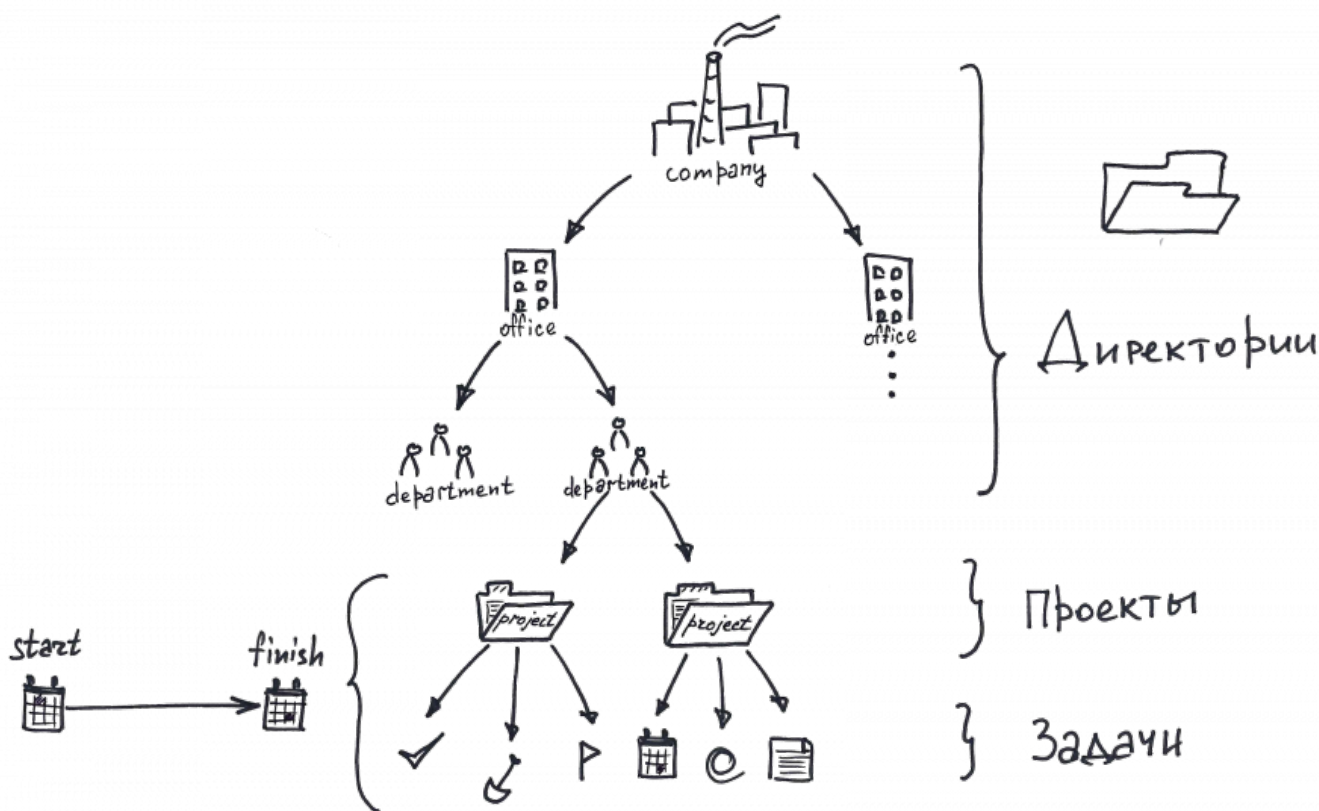 company
office
office
Директории
department
department
project
project
Проекты
start
finish
Задачи